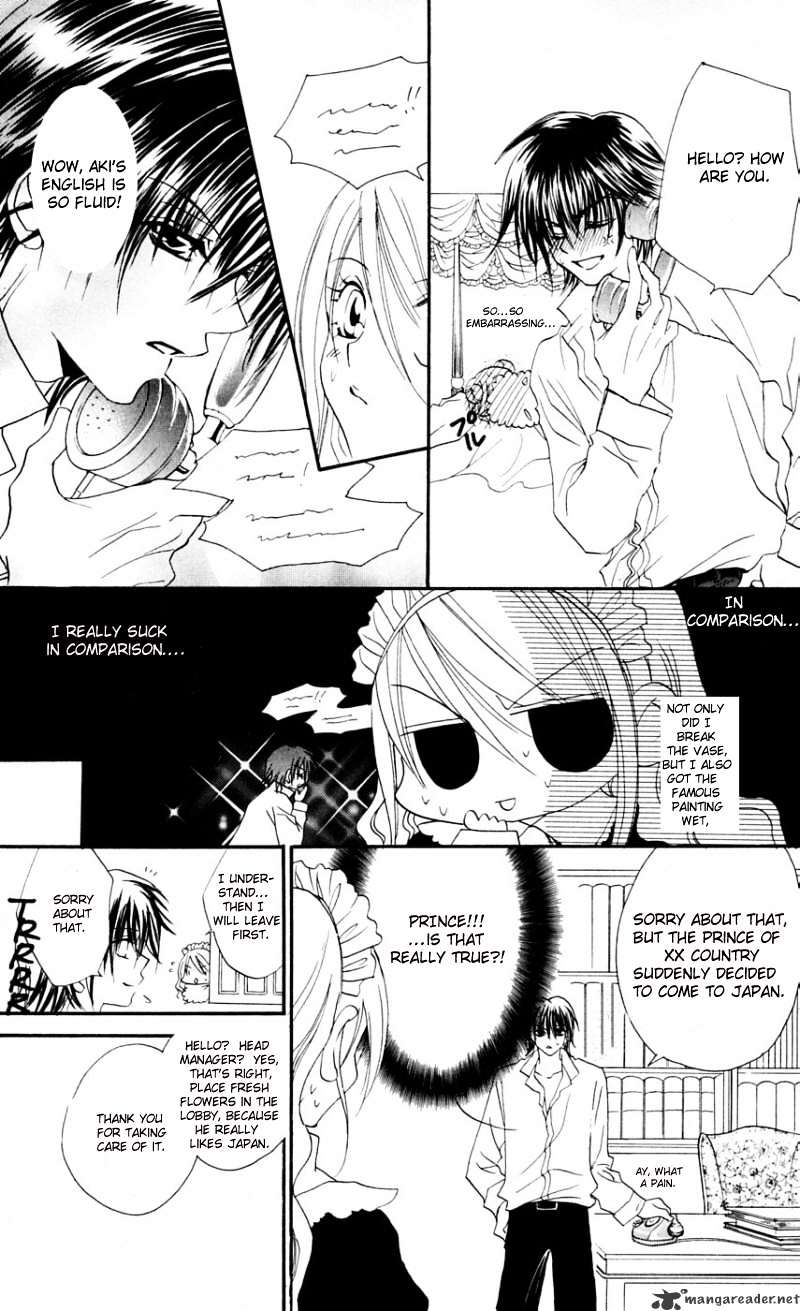 HELLO? HOW
ARE YOU.
SO...SO
EMBARRASSING...
プ
ル
WOW, AKI'S
ENGLISH IS
SO FLUID!
IN
COMPARISON...
NOT ONLY
DID I
BREAK
THE VASE,
BUT I ALSO
GOT THE
FAMOUS
PAINTING
WET,
I REALLY SUCK
IN COMPARISON....
SORRY ABOUT THAT,
BUT THE PRINCE OF
XX COUNTRY
SUDDENLY DECIDED
TO COME TO JAPAN.
PRINCE!!!
...IS THAT
REALLY TRUE?!
AY, WHAT
A PAIN.
I UNDER-
STAND...
THEN I
WILL LEAVE
FIRST.
SORRY
ABOUT
THAT.
TRRRRR
HELLO? HEAD
MANAGER? YES,
THAT'S RIGHT,
PLACE FRESH
FLOWERS IN THE
LOBBY, BECAUSE
HE REALLY
LIKES JAPAN.
THANK YOU
FOR TAKING
CARE OF IT.
mangareader.net